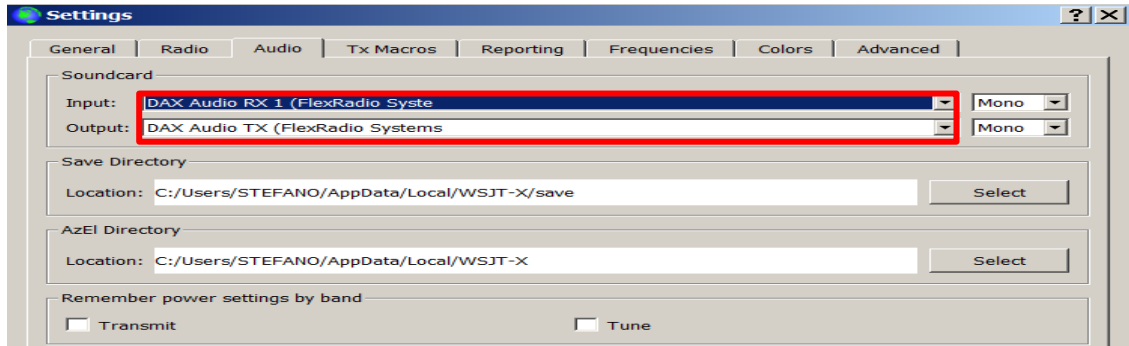 Settings
General Radio Audio Tx Macros Reporting Frequencies Colors Advanced
Soundcard
Input: DAX Audio RX 1 (FlexRadio Syste Mono
Output: DAX Audio TX (FlexRadio Systems Mono
Save Directory
Location: C:/Users/STEFANO/AppData/Local/WSJT-X/save Select
AzEl Directory
Location: C:/Users/STEFANO/AppData/Local/WSJT-X Select
Remember power settings by band
Transmit Tune